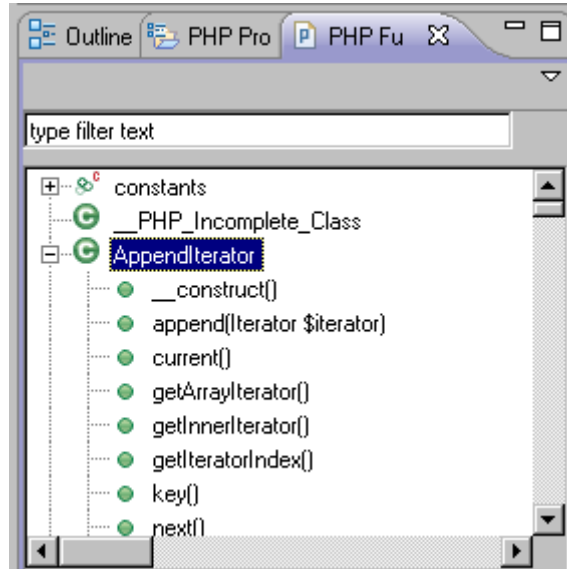 Outline PHP Pro PHP Fu
type filter text
constants
__PHP_Incomplete_Class
AppendIterator
__construct()
append(Iterator $iterator)
current()
getArrayIterator()
getInnerIterator()
getIteratorIndex()
key()
next()